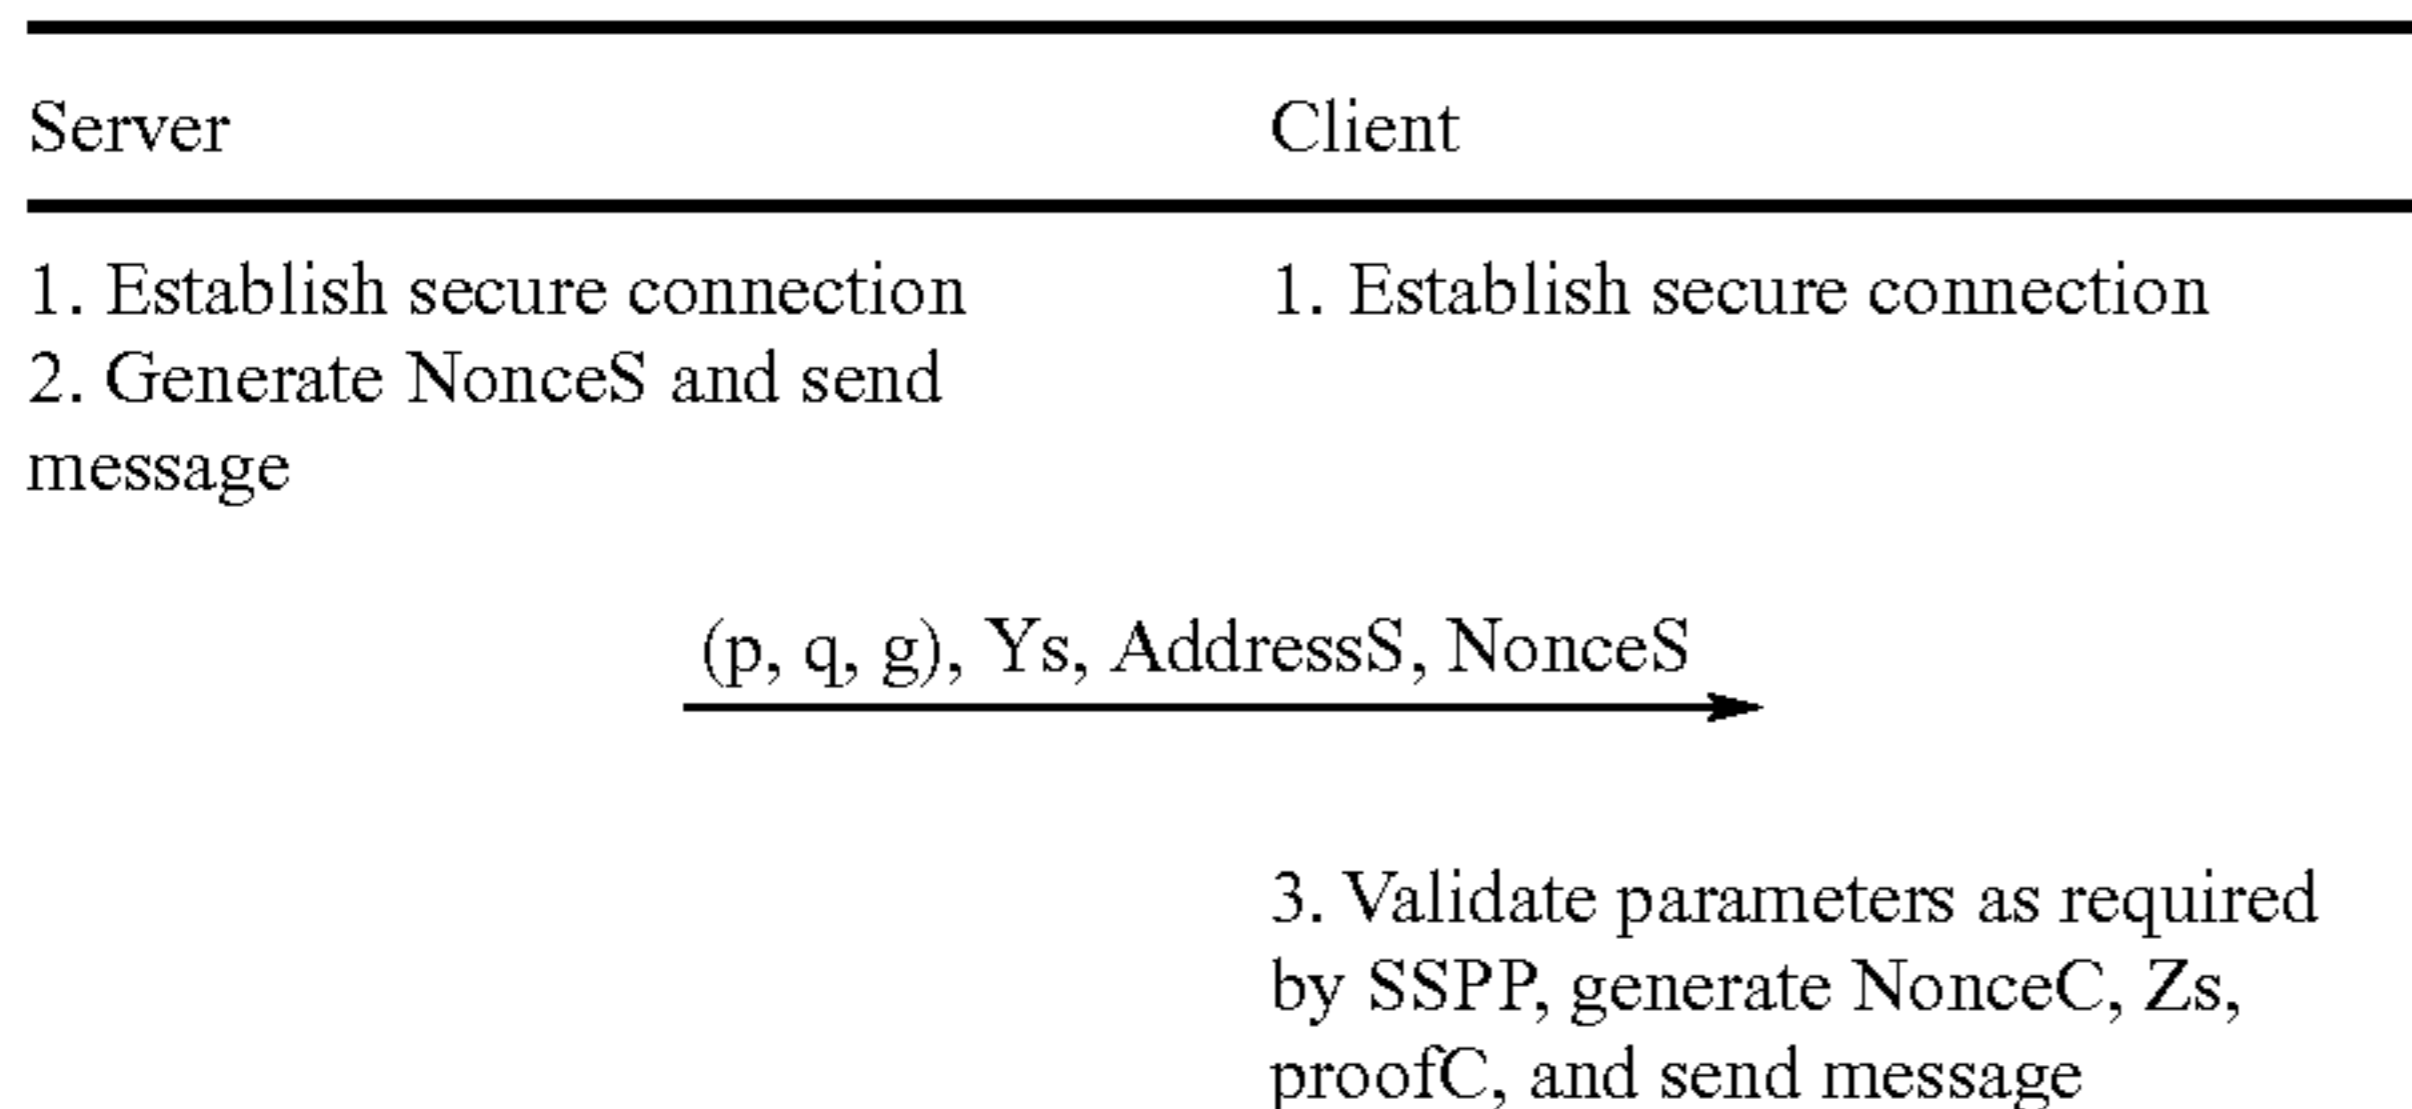 Server Client
1. Establish secure connection 1. Establish secure connection
2. Generate NonceS and send
message
(p, q, g), Ys, AddressS, NonceS
3. Validate parameters as required
by SSPP, generate NonceC, Zs,
proofC, and send message